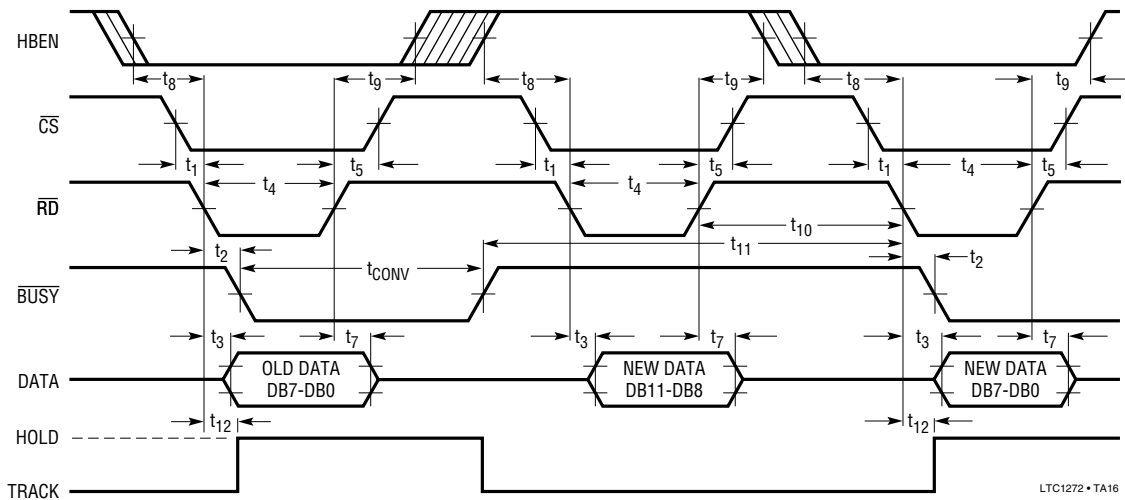 HBEN
t8 t9 t8 t9 t8 t9
CS
t1 t5 t1 t5 t1 t5
t4 t4 t4
RD
t10
t2 t11 t2
tCONV
BUSY
t3 t7 t3 t7 t3 t7
DATA
OLD DATA
DB7-DB0
NEW DATA
DB11-DB8
NEW DATA
DB7-DB0
t12 t12
HOLD
TRACK
LTC1272 • TA16